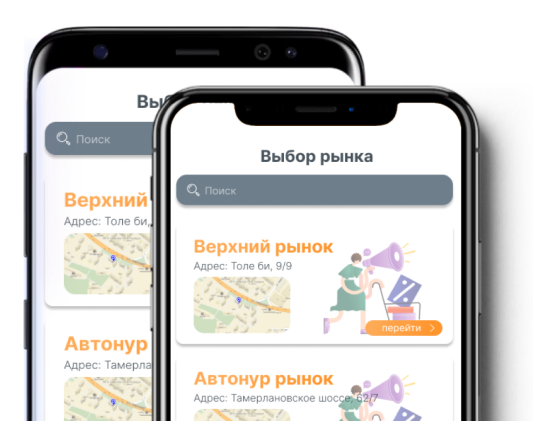 Вы
Поиск
Верхний
Адрес: Толе би,
Автонур
Адрес: Тамерла
Выбор рынка
Поиск
Верхний рынок
Адрес: Толе би, 9/9
перейти
Автонур рынок
Адрес: Тамерлановское шоссе, 62/7